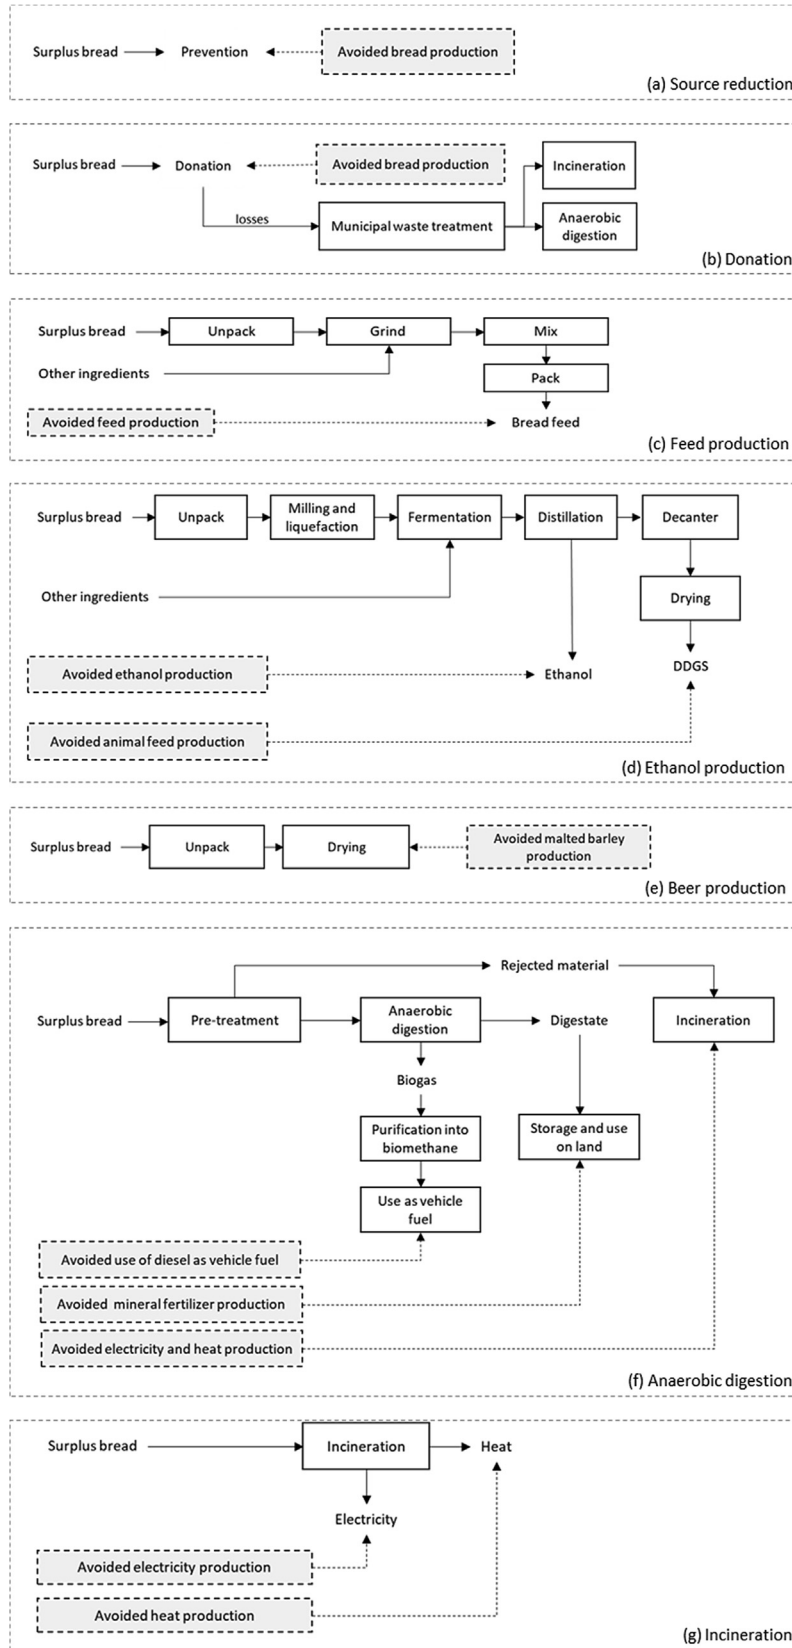 Surplus bread
Prevention
Avoided bread production
(a) Source reduction
Surplus bread
Donation
Avoided bread production
Incineration
losses
Municipal waste treatment
Anaerobic
digestion
(b) Donation
Surplus bread
Unpack
Grind
Mix
Other ingredients
Pack
Avoided feed production
Bread feed
(c) Feed production
Surplus bread
Unpack
Milling and
liquefaction
Fermentation
Distillation
Decanter
Other ingredients
Drying
Avoided ethanol production
Ethanol
DDGS
Avoided animal feed production
(d) Ethanol production
Surplus bread
Unpack
Drying
Avoided malted barley
production
(e) Beer production
Rejected material
Surplus bread
Pre-treatment
Anaerobic
digestion
Digestate
Incineration
Biogas
Purification into
biomethane
Storage and use
on land
Use as vehicle
fuel
Avoided use of diesel as vehicle fuel
Avoided mineral fertilizer production
Avoided electricity and heat production
(f) Anaerobic digestion
Surplus bread
Incineration
Heat
Electricity
Avoided electricity production
Avoided heat production
(g) Incineration